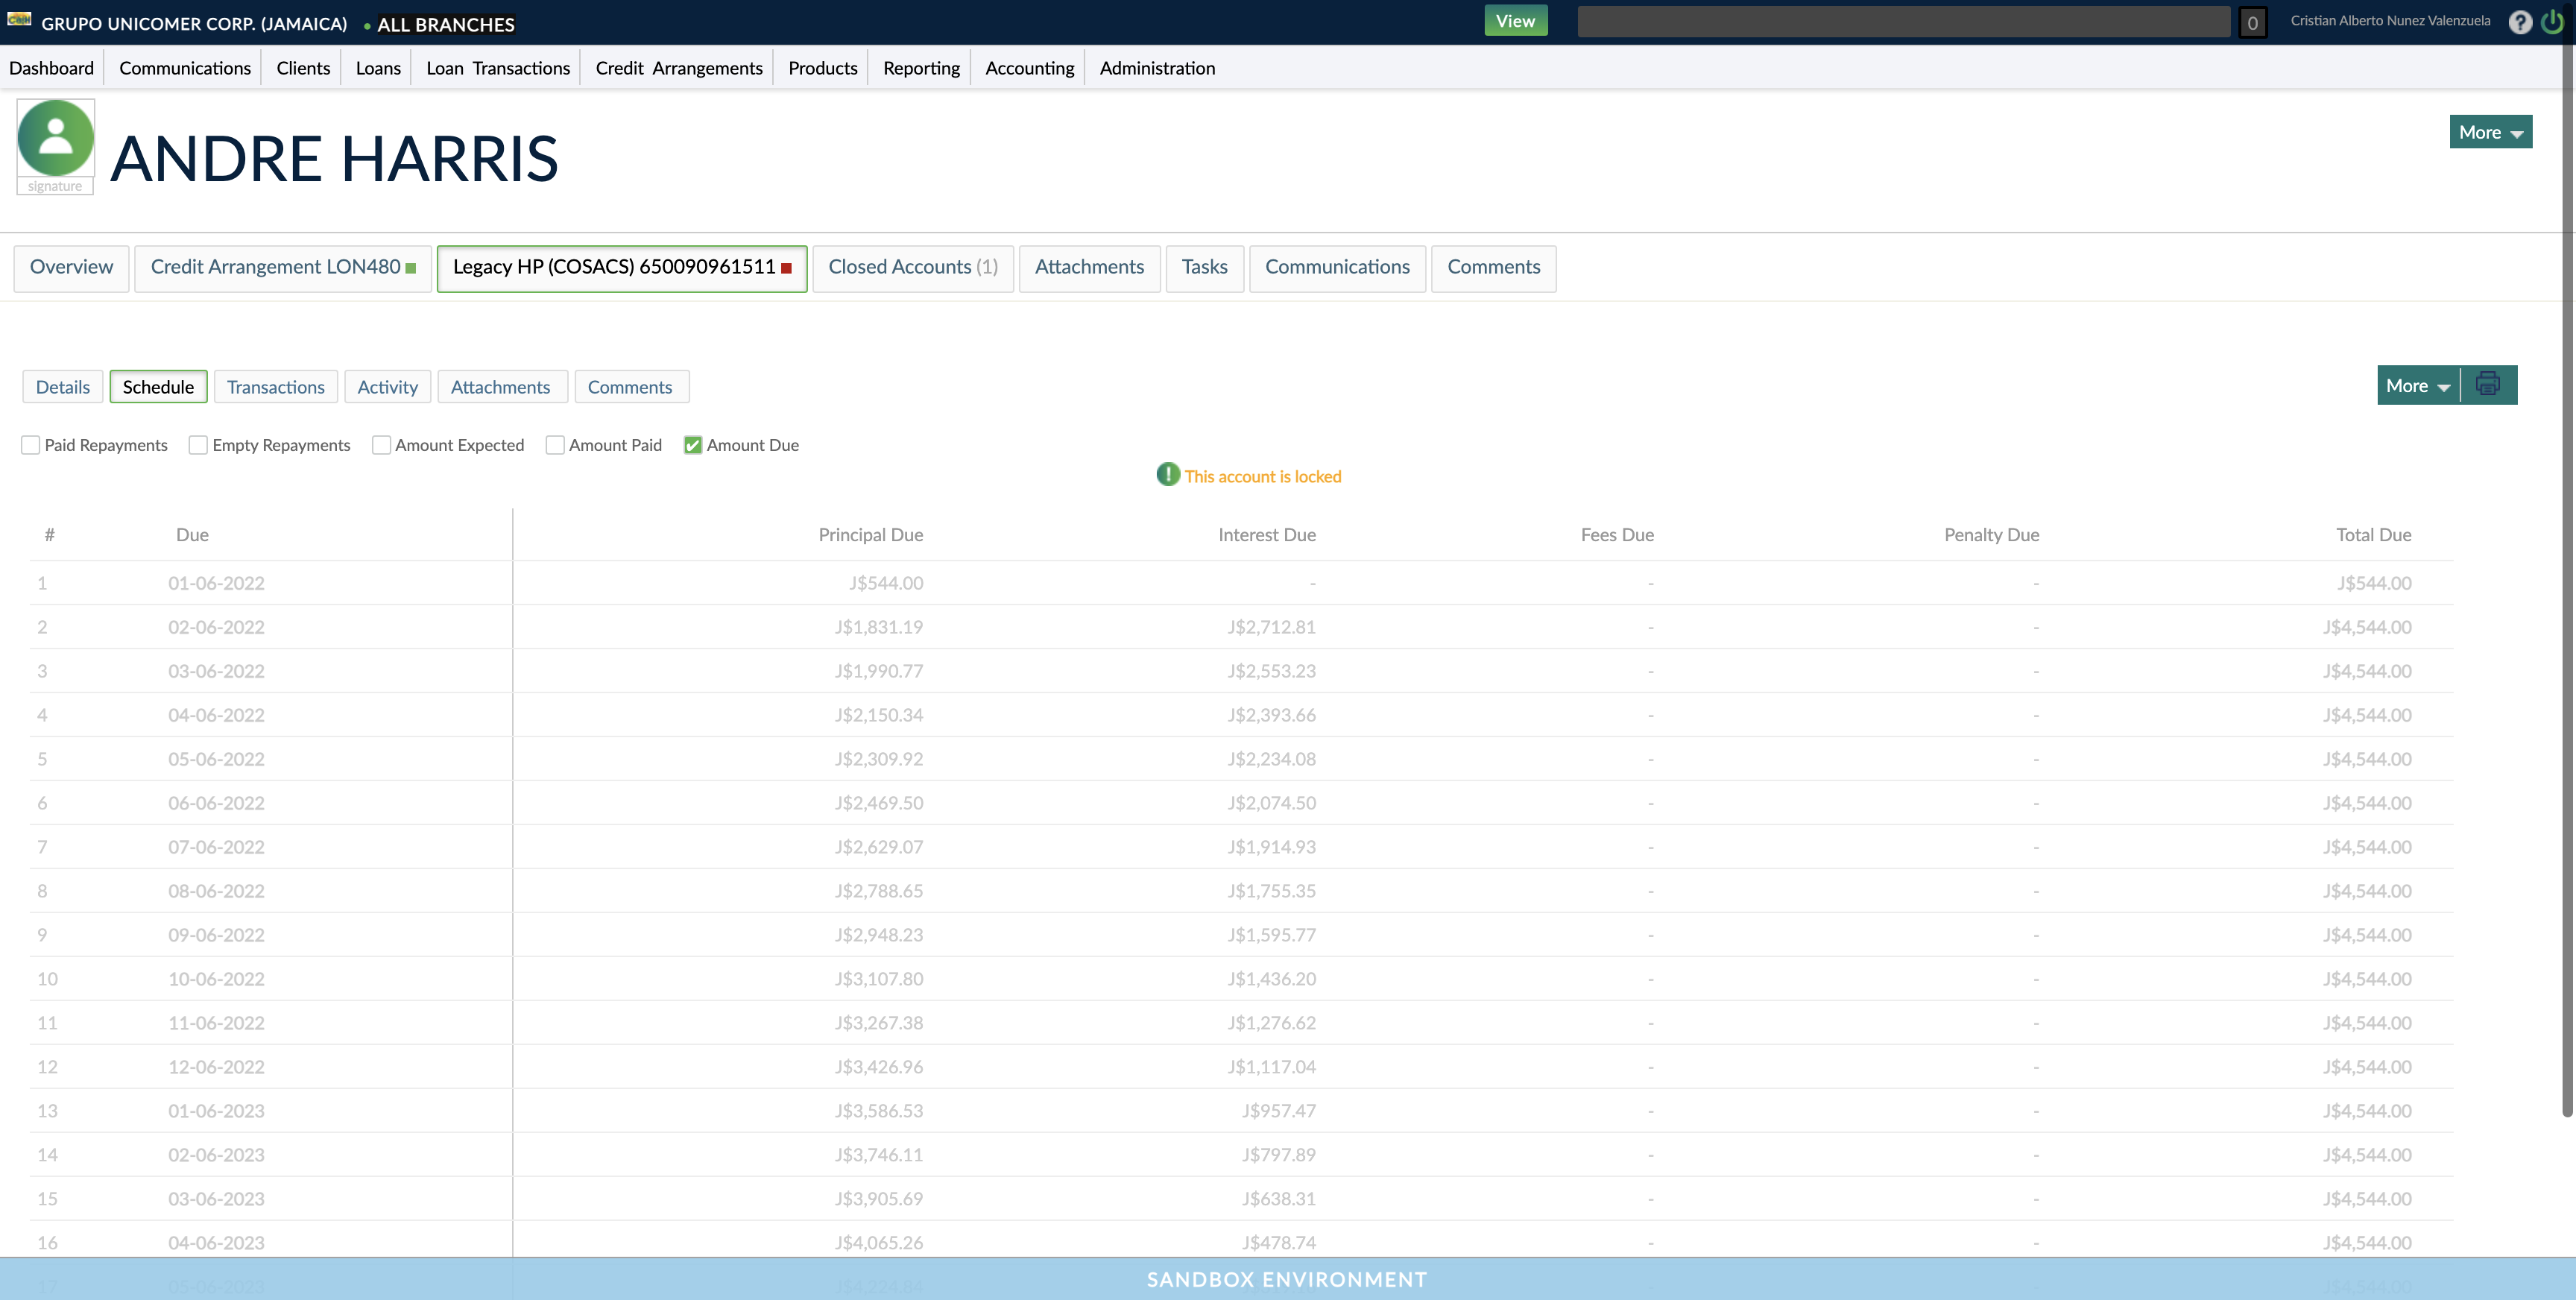 GRUPO UNICOMER CORP. (JAMAICA) • ALL BRANCHES View 0 Cristian Alberto Nunez Valenzuela ?
Dashboard Communications Clients Loans Loan Transactions Credit Arrangements Products Reporting Accounting Administration
signature
ANDRE HARRIS
More
Overview Credit Arrangement LON480 Legacy HP (COSACS) 650090961511 Closed Accounts (1) Attachments Tasks Communications Comments
Details Schedule Transactions Activity Attachments Comments More
Paid Repayments Empty Repayments Amount Expected Amount Paid Amount Due
! This account is locked
# Due Principal Due Interest Due Fees Due Penalty Due Total Due
1 01-06-2022 J$544.00 - - - J$544.00
2 02-06-2022 J$1,831.19 J$2,712.81 - - J$4,544.00
3 03-06-2022 J$1,990.77 J$2,553.23 - - J$4,544.00
4 04-06-2022 J$2,150.34 J$2,393.66 - - J$4,544.00
5 05-06-2022 J$2,309.92 J$2,234.08 - - J$4,544.00
6 06-06-2022 J$2,469.50 J$2,074.50 - - J$4,544.00
7 07-06-2022 J$2,629.07 J$1,914.93 - - J$4,544.00
8 08-06-2022 J$2,788.65 J$1,755.35 - - J$4,544.00
9 09-06-2022 J$2,948.23 J$1,595.77 - - J$4,544.00
10 10-06-2022 J$3,107.80 J$1,436.20 - - J$4,544.00
11 11-06-2022 J$3,267.38 J$1,276.62 - - J$4,544.00
12 12-06-2022 J$3,426.96 J$1,117.04 - - J$4,544.00
13 01-06-2023 J$3,586.53 J$957.47 - - J$4,544.00
14 02-06-2023 J$3,746.11 J$797.89 - - J$4,544.00
15 03-06-2023 J$3,905.69 J$638.31 - - J$4,544.00
16 04-06-2023 J$4,065.26 J$478.74 - - J$4,544.00
17 05-06-2023 J$4,224.84 J$4,544.00
SANDBOX ENVIRONMENT